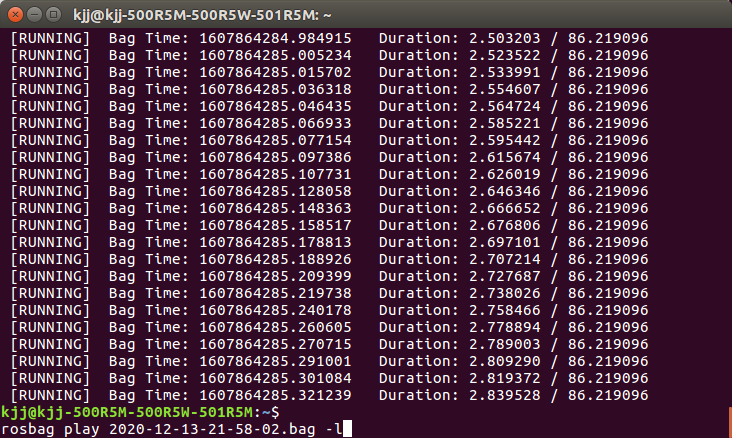 kjj@kjj-500R5M-500R5W-501R5M: ~
[RUNNING] Bag Time: 1607864284.984915 Duration: 2.503203 / 86.219096
[RUNNING] Bag Time: 1607864285.005234 Duration: 2.523522 / 86.219096
[RUNNING] Bag Time: 1607864285.015702 Duration: 2.533991 / 86.219096
[RUNNING] Bag Time: 1607864285.036318 Duration: 2.554607 / 86.219096
[RUNNING] Bag Time: 1607864285.046435 Duration: 2.564724 / 86.219096
[RUNNING] Bag Time: 1607864285.066933 Duration: 2.585221 / 86.219096
[RUNNING] Bag Time: 1607864285.077154 Duration: 2.595442 / 86.219096
[RUNNING] Bag Time: 1607864285.097386 Duration: 2.615674 / 86.219096
[RUNNING] Bag Time: 1607864285.107731 Duration: 2.626019 / 86.219096
[RUNNING] Bag Time: 1607864285.128058 Duration: 2.646346 / 86.219096
[RUNNING] Bag Time: 1607864285.148363 Duration: 2.666652 / 86.219096
[RUNNING] Bag Time: 1607864285.158517 Duration: 2.676806 / 86.219096
[RUNNING] Bag Time: 1607864285.178813 Duration: 2.697101 / 86.219096
[RUNNING] Bag Time: 1607864285.188926 Duration: 2.707214 / 86.219096
[RUNNING] Bag Time: 1607864285.209399 Duration: 2.727687 / 86.219096
[RUNNING] Bag Time: 1607864285.219738 Duration: 2.738026 / 86.219096
[RUNNING] Bag Time: 1607864285.240178 Duration: 2.758466 / 86.219096
[RUNNING] Bag Time: 1607864285.260605 Duration: 2.778894 / 86.219096
[RUNNING] Bag Time: 1607864285.270715 Duration: 2.789003 / 86.219096
[RUNNING] Bag Time: 1607864285.291001 Duration: 2.809290 / 86.219096
[RUNNING] Bag Time: 1607864285.301084 Duration: 2.819372 / 86.219096
[RUNNING] Bag Time: 1607864285.321239 Duration: 2.839528 / 86.219096
kjj@kjj-500R5M-500R5W-501R5M:~$
rosbag play 2020-12-13-21-58-02.bag -l